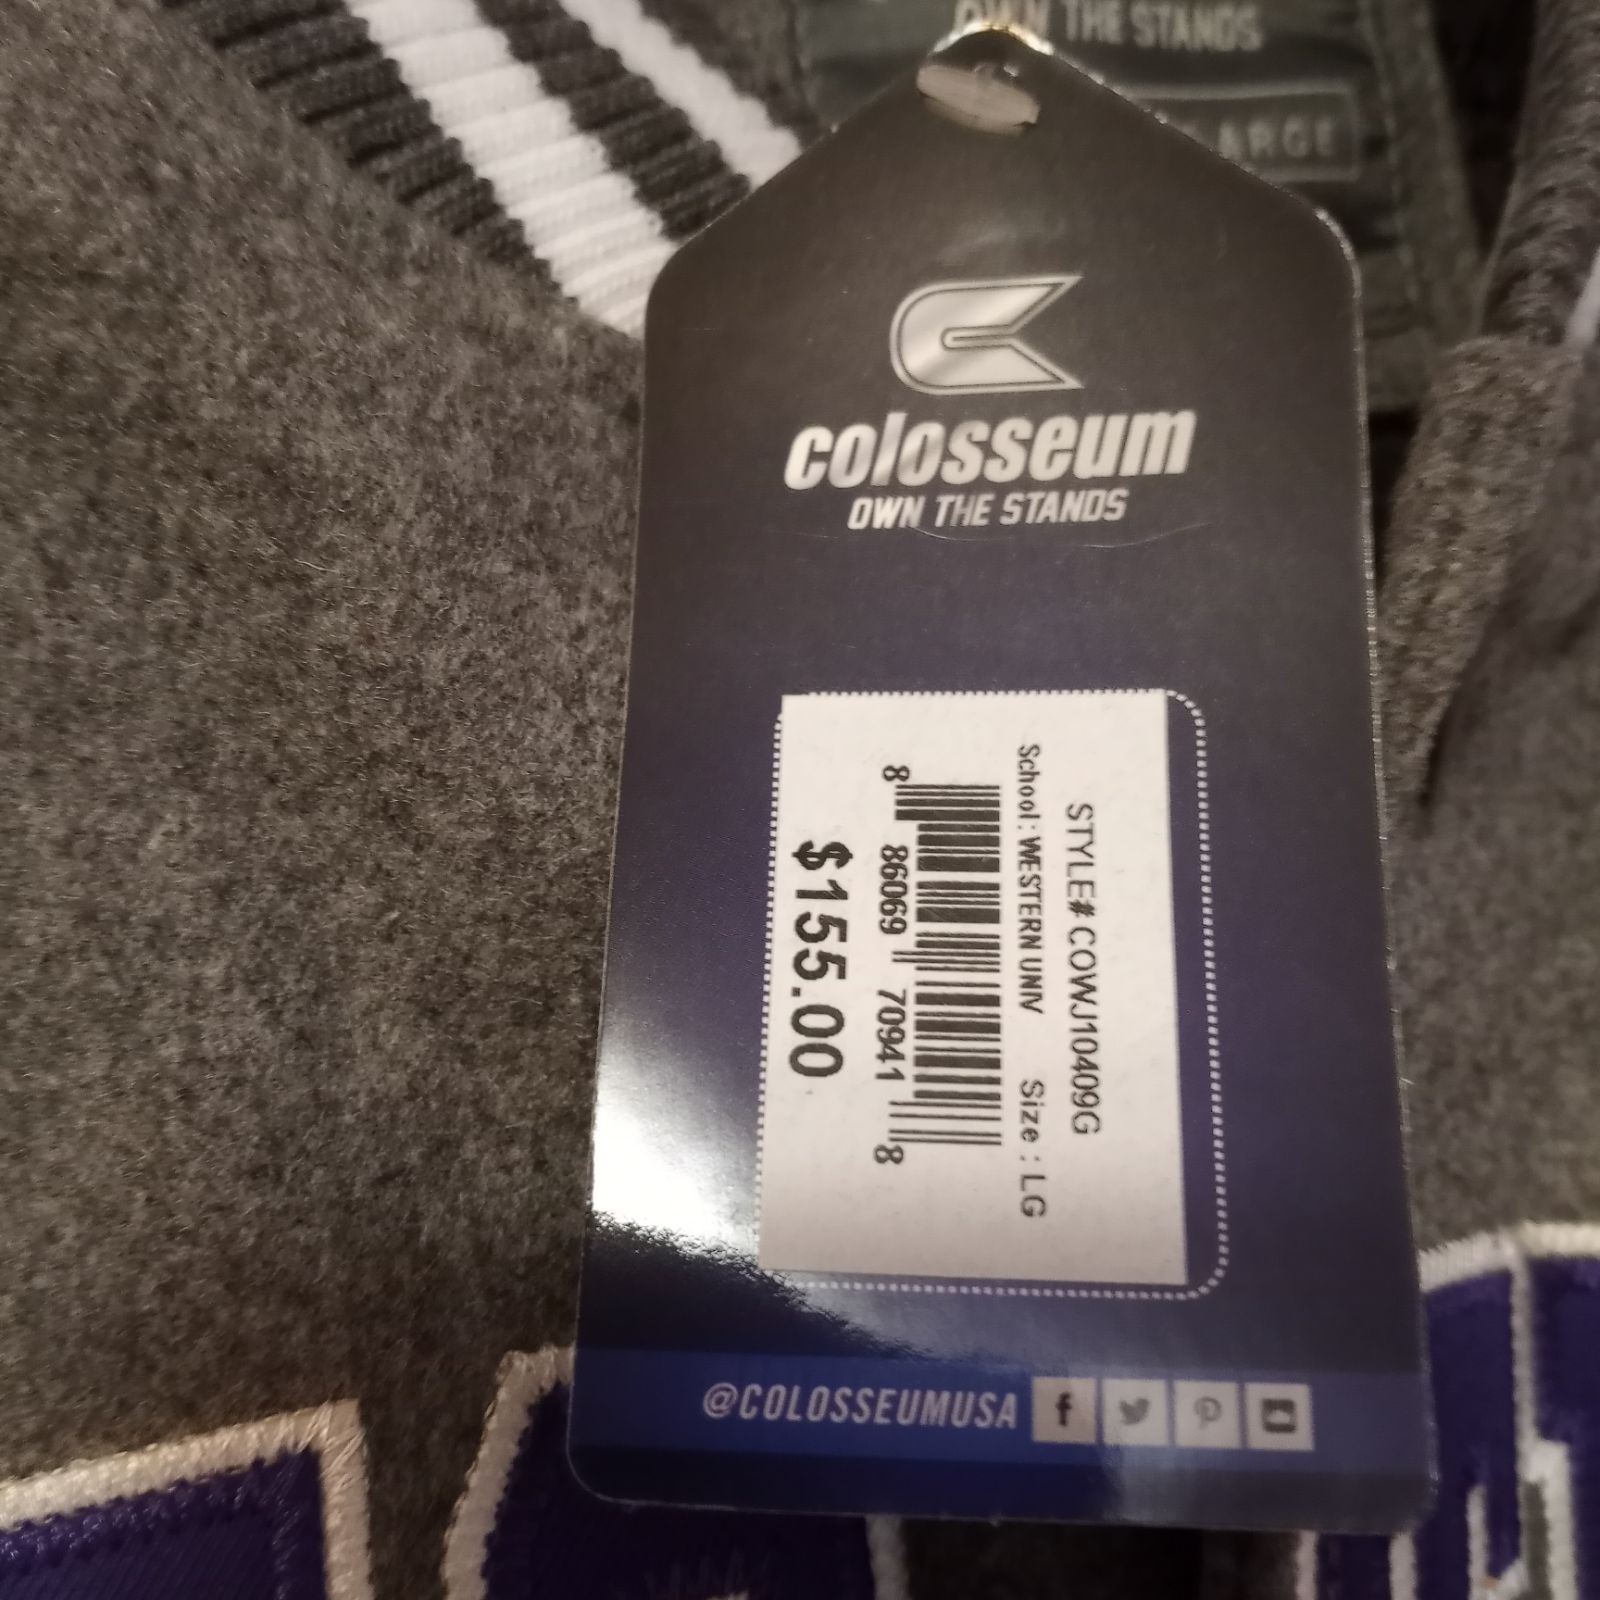 OWN THE STANDS
LARGE
colosseum
OWN THE STANDS
STYLE# COWJ10409G
School: WESTERN UNIV Size : LG
8 86069 70941 8
$155.00
@COLOSSEUMUSA